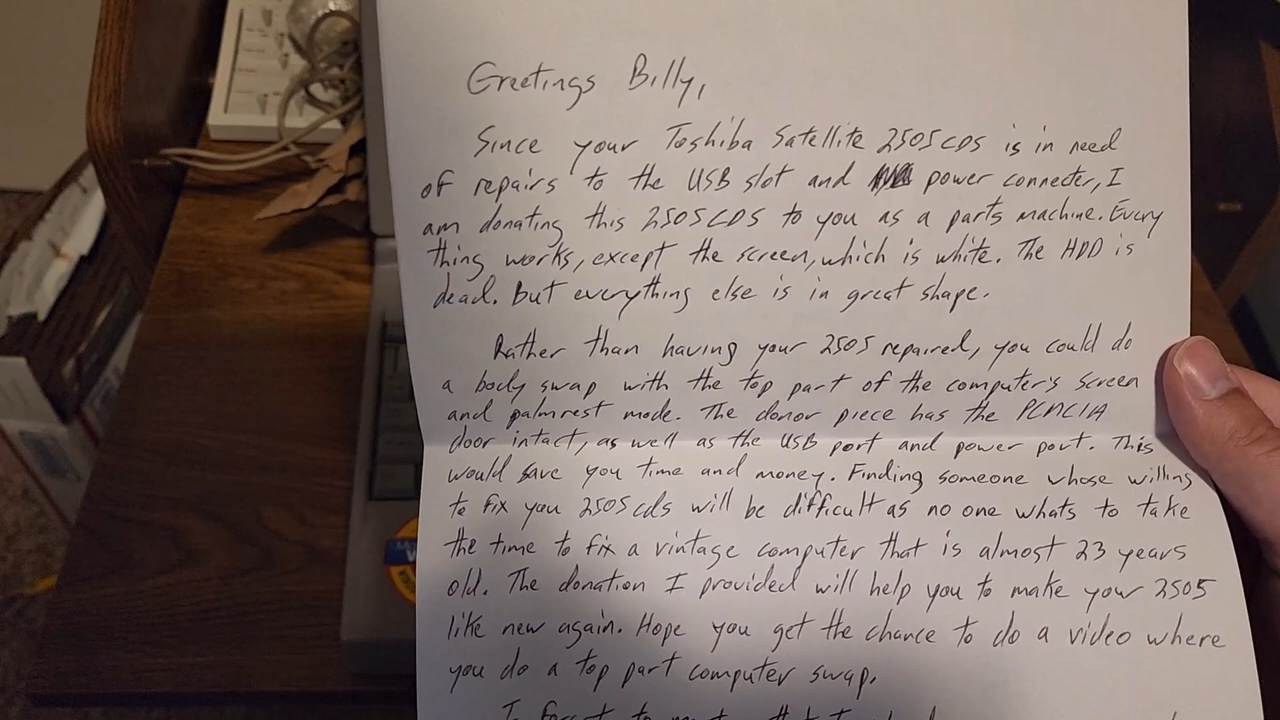 Greetings Billy,
Since your Toshiba Satellite 2505CDS is in need
of repairs to the USB slot and power connecter, I
am donating this 2505CDS to you as a parts machine. Every
thing works, except the screen, which is white. The HDD is
dead. But everything else is in great shape.
Rather than having your 2505 repaired, you could do
a body swap with the top part of the computer's screen
and palmrest mode. The donor piece has the PCMCIA
door intact, as well as the USB port and power port. This
would save you time and money. Finding someone whose willing
to fix you 2505cds will be difficult as no one whats to take
the time to fix a vintage computer that is almost 23 years
old. The donation I provided will help you to make your 2505
like new again. Hope you get the chance to do a video where
you do a top part computer swap.